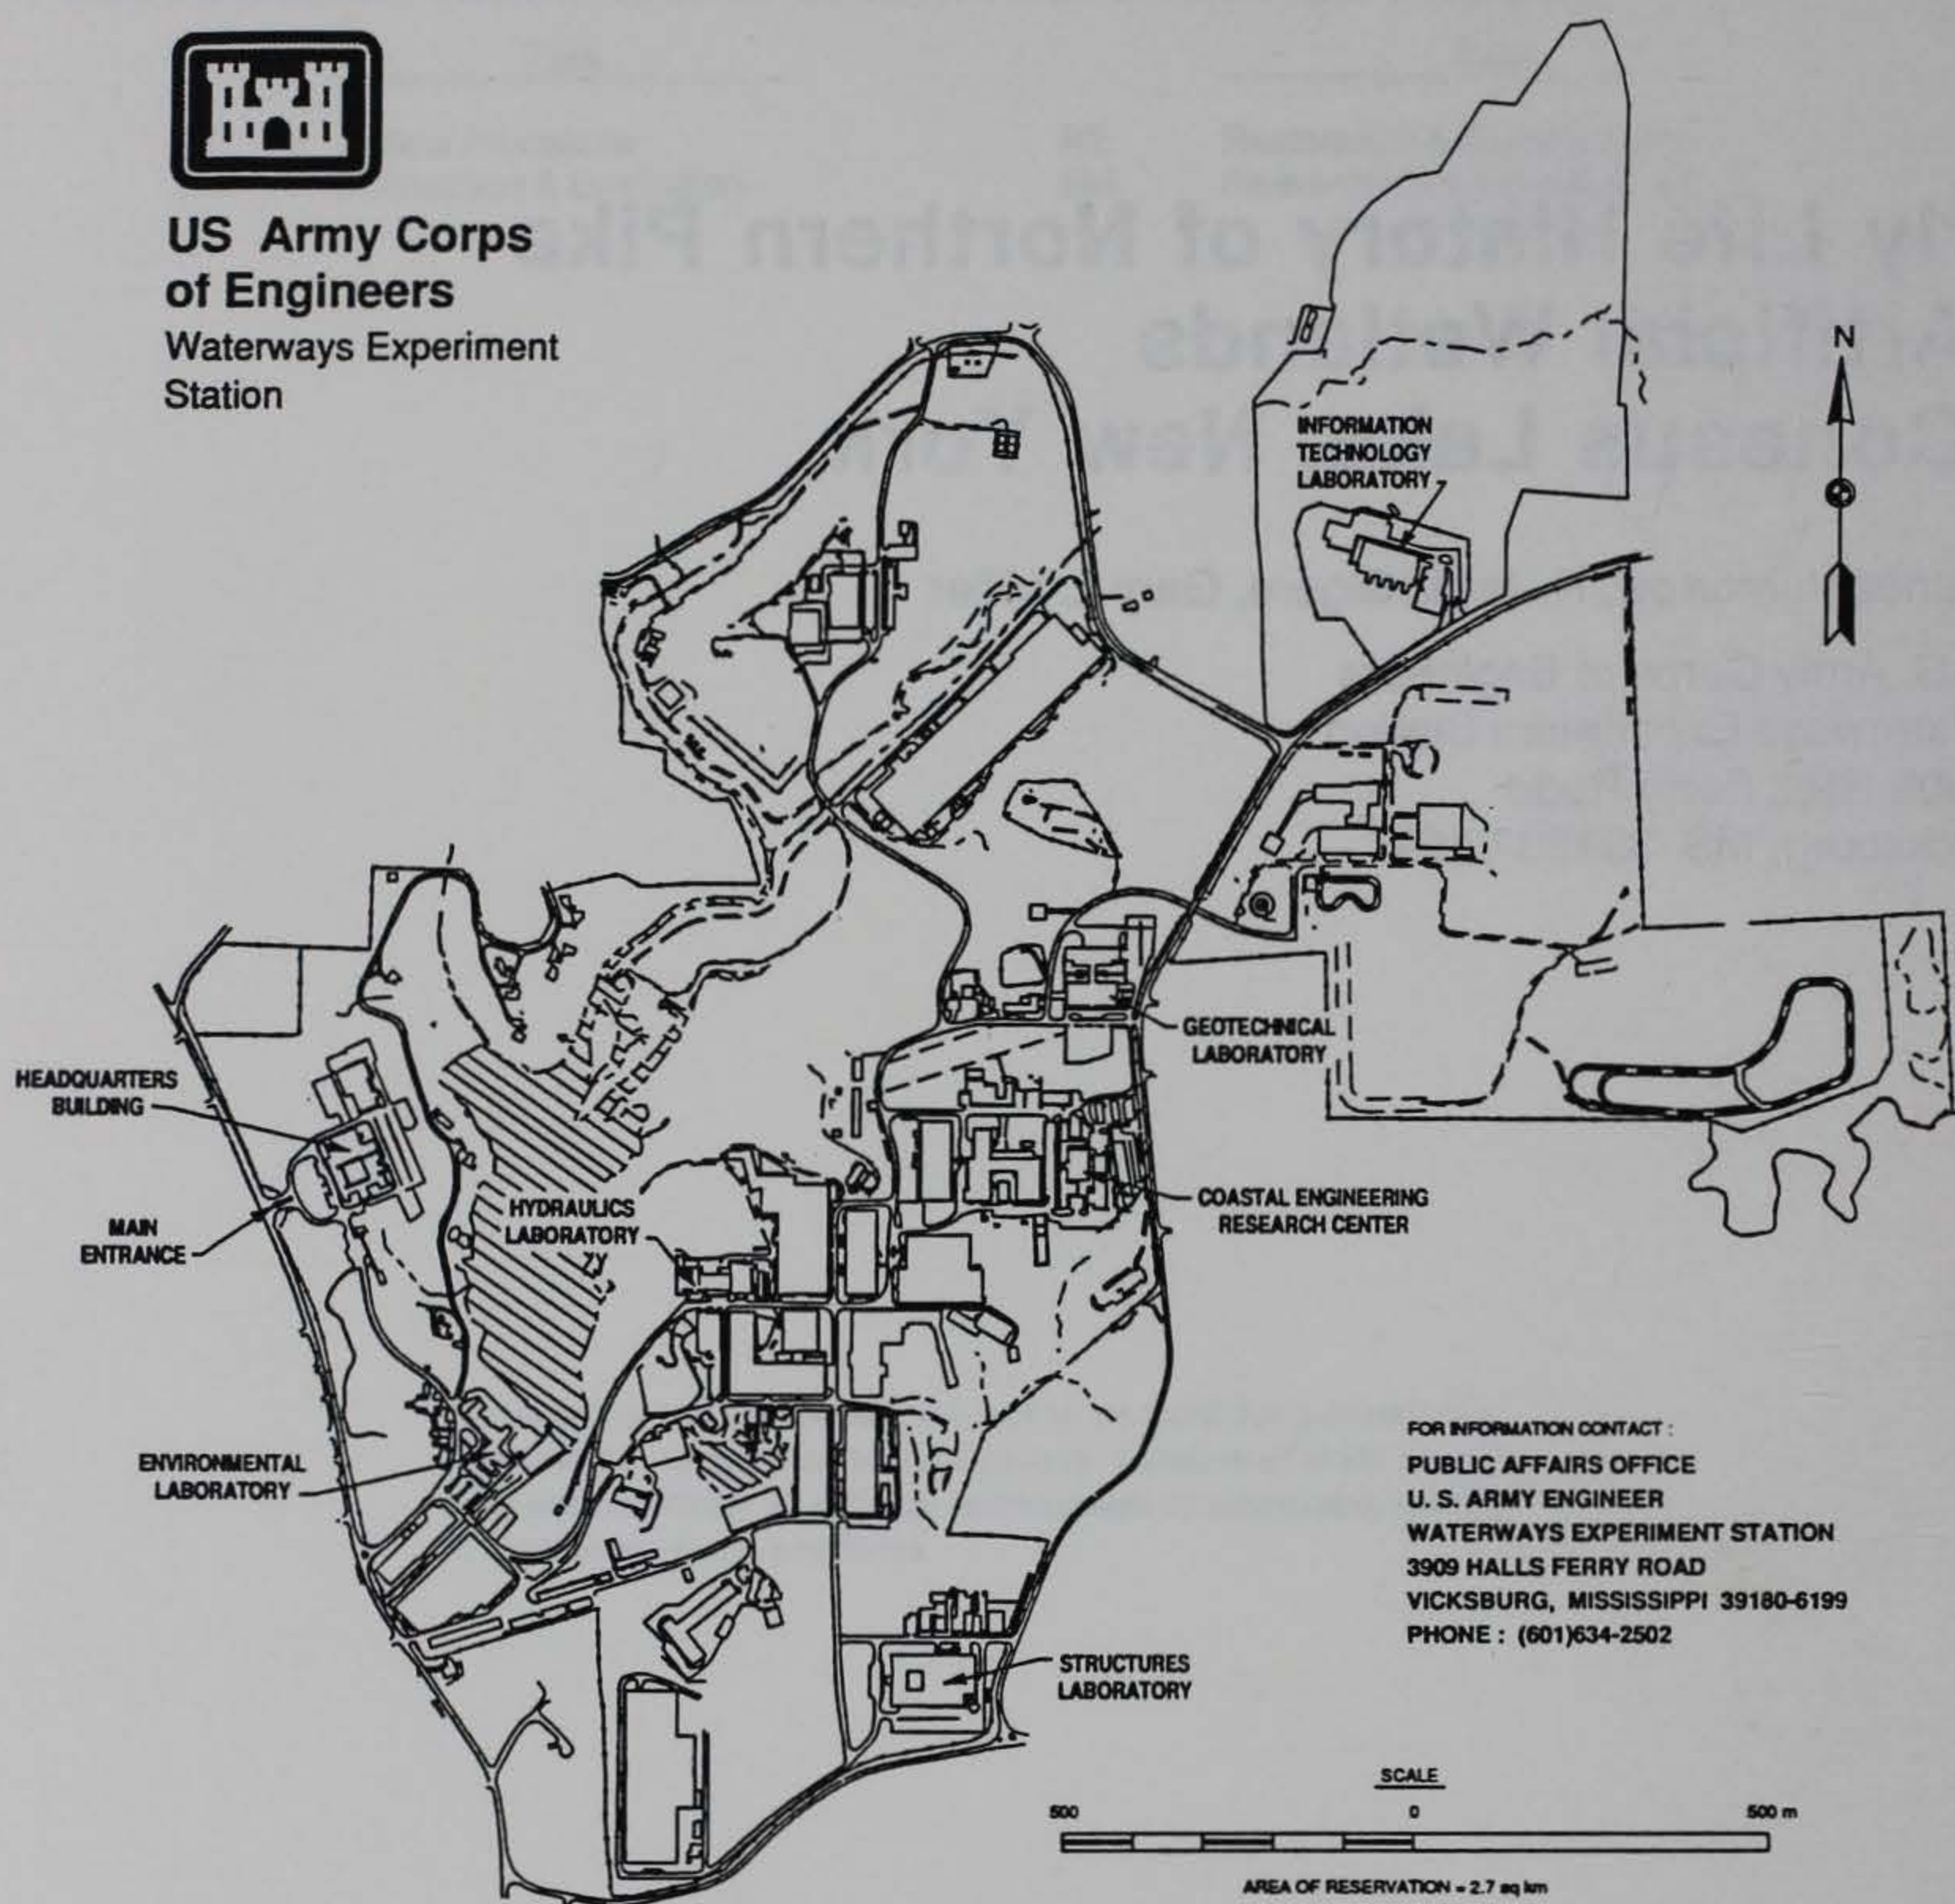 US Army Corps
of Engineers
Waterways Experiment
Station
N
INFORMATION
TECHNOLOGY
LABORATORY
GEOTECHNICAL
LABORATORY
HEADQUARTERS
BUILDING
HYDRAULICS
LABORATORY
COASTAL ENGINEERING
RESEARCH CENTER
MAIN
ENTRANCE
ENVIRONMENTAL
LABORATORY
STRUCTURES
LABORATORY
FOR INFORMATION CONTACT :
PUBLIC AFFAIRS OFFICE
U. S. ARMY ENGINEER
WATERWAYS EXPERIMENT STATION
3909 HALLS FERRY ROAD
VICKSBURG, MISSISSIPPI 39180-6199
PHONE : (601)634-2502
SCALE
500 0 500 m
AREA OF RESERVATION = 2.7 sq km